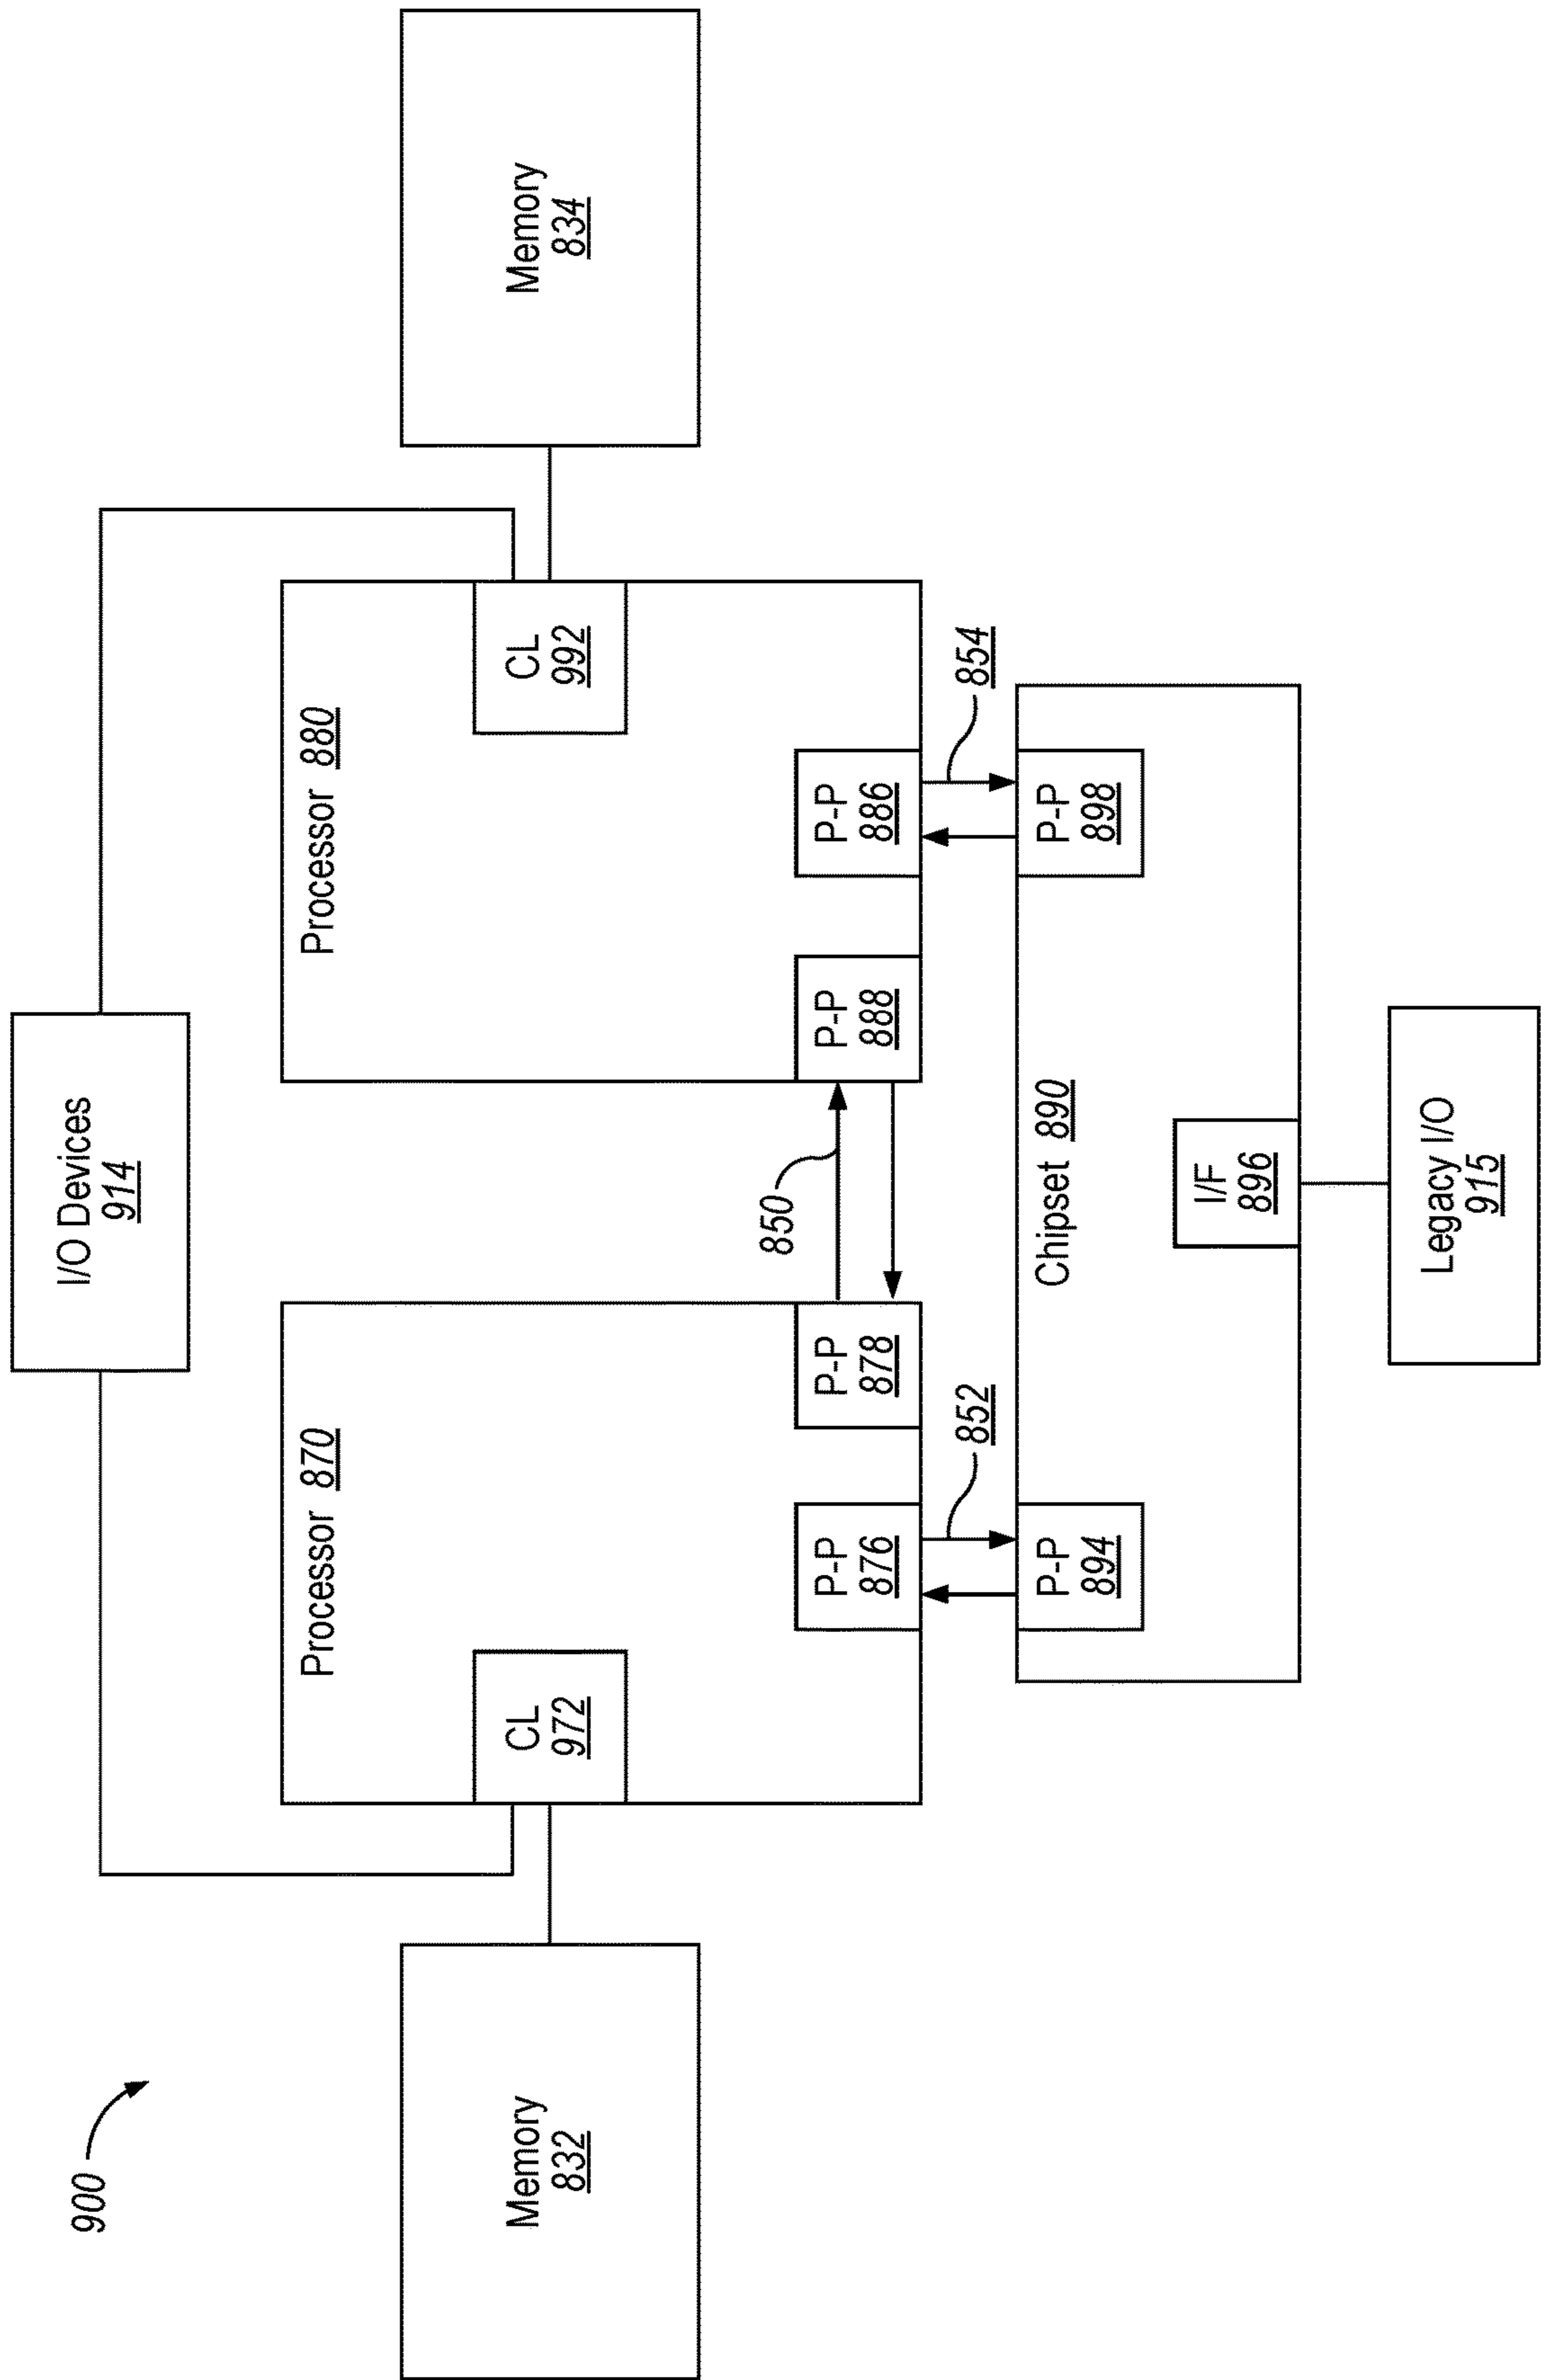 900
I/O Devices
914
Memory
832
Processor 870
CL
972
P-P
876
P-P
878
850
Processor 880
CL
992
P-P
888
P-P
886
Memory
834
852
854
P-P
894
Chipset 890
P-P
898
I/F
896
Legacy I/O
915